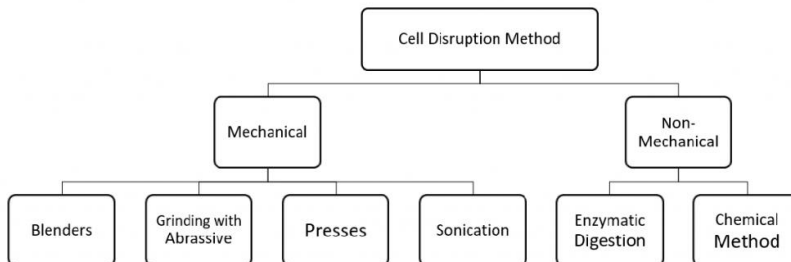 Cell Disruption Method
Mechanical
Non-
Mechanical
Blenders
Grinding with
Abrassive
Presses
Sonication
Enzymatic
Digestion
Chemical
Method